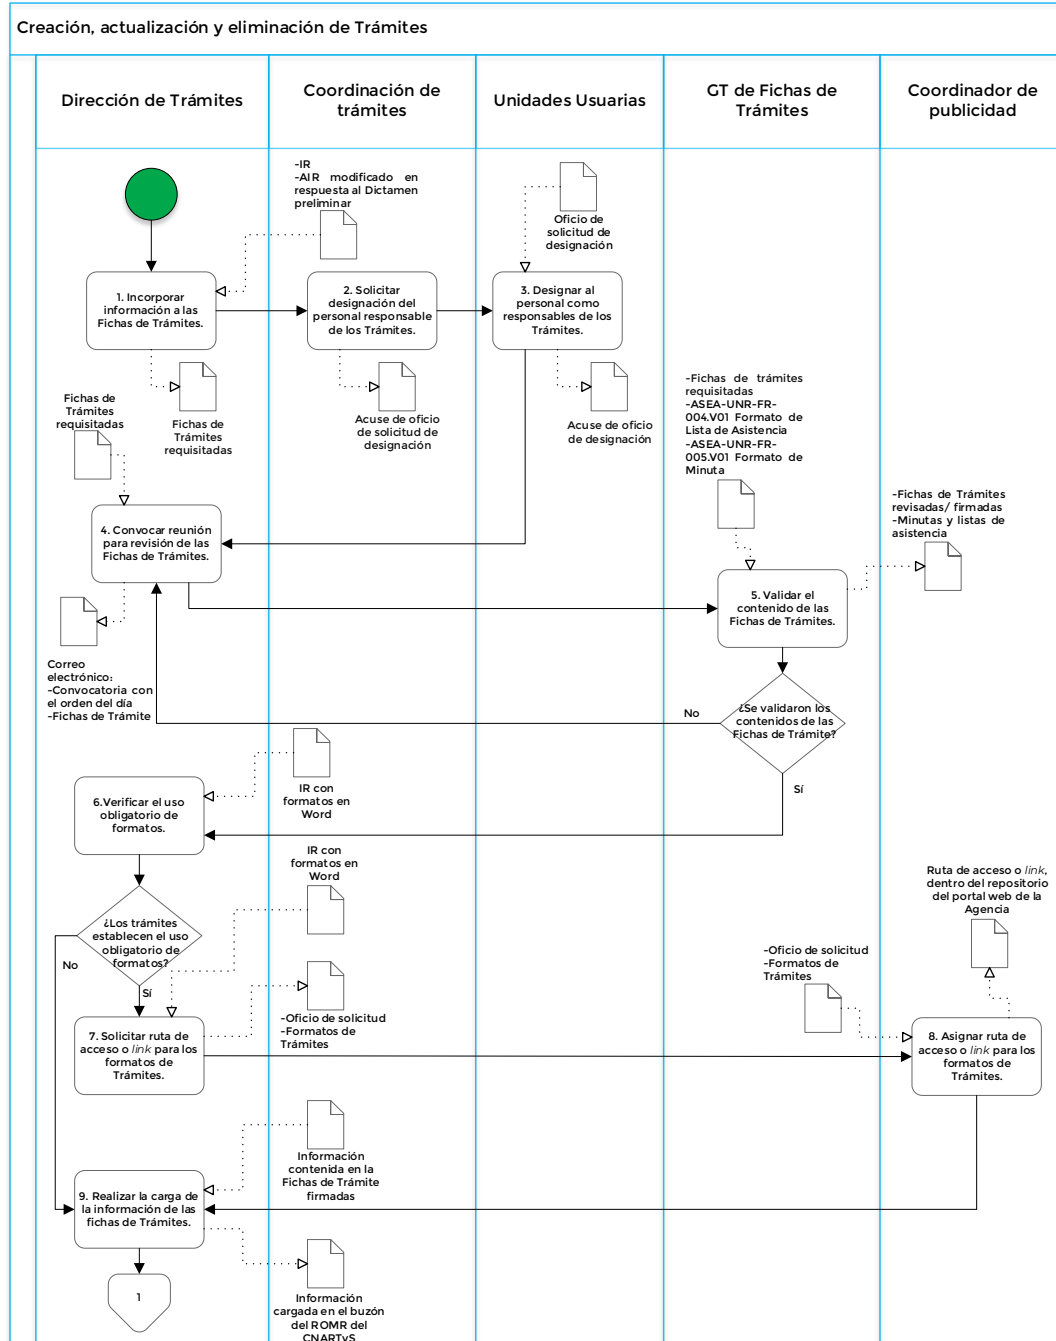 Creación, actualización y eliminación de Trámites
Dirección de Trámites
Coordinación de
trámites
Unidades Usuarias
GT de Fichas de
Trámites
Coordinador de
publicidad
-IR
-AIR modificado en
respuesta al Dictamen
preliminar
Oficio de
solicitud de
designación
1. Incorporar
información a las
Fichas de Trámites.
2. Solicitar
designación del
personal responsable
de los Trámites.
3. Designar al
personal como
responsables de los
Trámites.
Fichas de
Trámites
requisitadas
Acuse de oficio
de solicitud de
designación
Acuse de oficio
de designación
Fichas de
Trámites
requisitadas
-Fichas de trámites
requisitadas
-ASEA-UNR-FR-
004.V01 Formato de
Lista de Asistencia
-ASEA-UNR-FR-
005.V01 Formato de
Minuta
-Fichas de Trámites
revisadas/ firmadas
-Minutas y listas de
asistencia
4. Convocar reunión
para revisión de las
Fichas de Trámites.
5. Validar el
contenido de las
Fichas de Trámites.
Correo
electrónico:
-Convocatoria con
el orden del día
-Fichas de Trámite
¿Se validaron los
contenidos de las
Fichas de Trámite?
No
Sí
IR con
formatos en
Word
6.Verificar el uso
obligatorio de
formatos.
IR con
formatos en
Word
¿Los trámites
establecen el uso
obligatorio de
formatos?
No
Sí
-Oficio de solicitud
-Formatos de
Trámites
-Oficio de solicitud
-Formatos de
Trámites
Ruta de acceso o link,
dentro del repositorio
del portal web de la
Agencia
7. Solicitar ruta de
acceso o link para los
formatos de
Trámites.
8. Asignar ruta de
acceso o link para los
formatos de
Trámites.
Información
contenida en la
Fichas de Trámite
firmadas
9. Realizar la carga de
la información de las
fichas de Trámites.
Información
cargada en el buzón
del ROMR del
CNARTyS
1